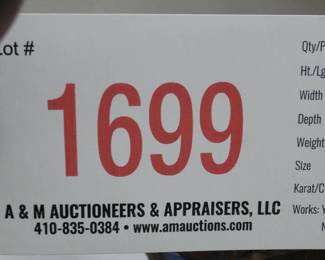 Lot #
1699
A & M AUCTIONEERS & APPRAISERS, LLC
410-835-0384 • www.amauctions.com
Qty/P
Ht./Lg
Width
Depth
Weight
Size
Karat/C
Works: Y
N